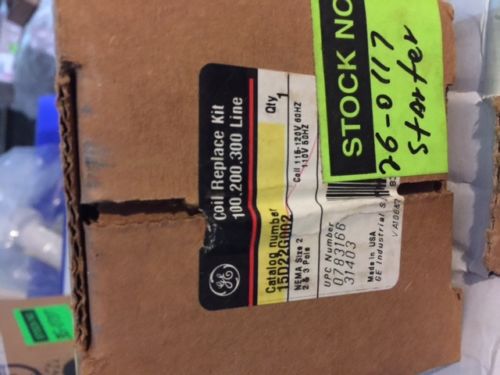 STOCK NO
26-0117
Starter
Coil Replace Kit
100.200.300 Line
GE
Catalog number
15D22G002
Qty
1
NEMA Size 2
2 & 3 Pole
Coil 115-120V 60HZ
110V 50HZ
UPC Number
0783166
31403
Made in USA
GE Industrial S